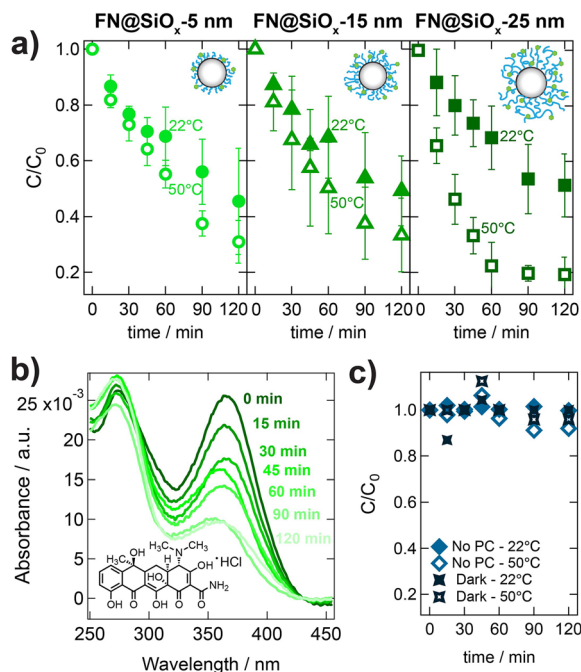 FN@SiOₓ-5 nm FN@SiOₓ-15 nm FN@SiOₓ-25 nm
a)
1.0
0.8
0.6
0.4
0.2
C/C₀
22°C
50°C
22°C
50°C
22°C
50°C
0 30 60 90 120 0 30 60 90 120 0 30 60 90 120
time / min time / min time / min
b)
25 x10⁻³
20
15
10
5
0
Absorbance / a.u.
0 min
15 min
30 min
45 min
60 min
90 min
120 min
H₃C N CH₃
OH
H₃C H OH •HCl
HO
NH₂
OH O OH O O
250 300 350 400 450
Wavelength / nm
c)
1.0
0.8
0.6
0.4
0.2
C/C₀
No PC - 22°C
No PC - 50°C
Dark - 22°C
Dark - 50°C
0 30 60 90 120
time / min